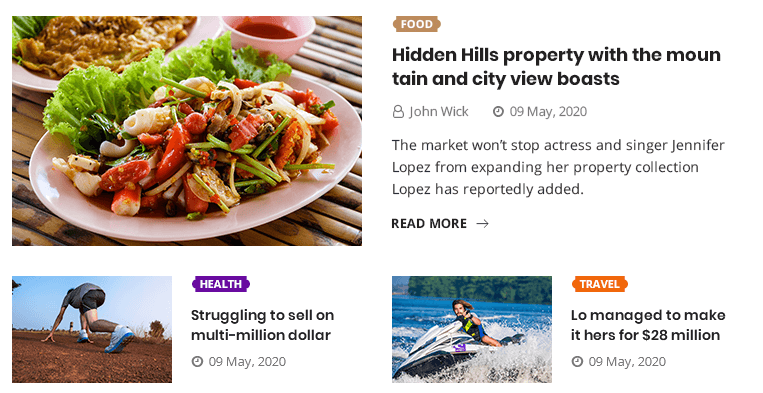 FOOD
Hidden Hills property with the moun
tain and city view boasts
John Wick 09 May, 2020
The market won’t stop actress and singer Jennifer
Lopez from expanding her property collection
Lopez has reportedly added.
READ MORE
HEALTH
Struggling to sell on
multi-million dollar
09 May, 2020
TRAVEL
Lo managed to make
it hers for $28 million
09 May, 2020